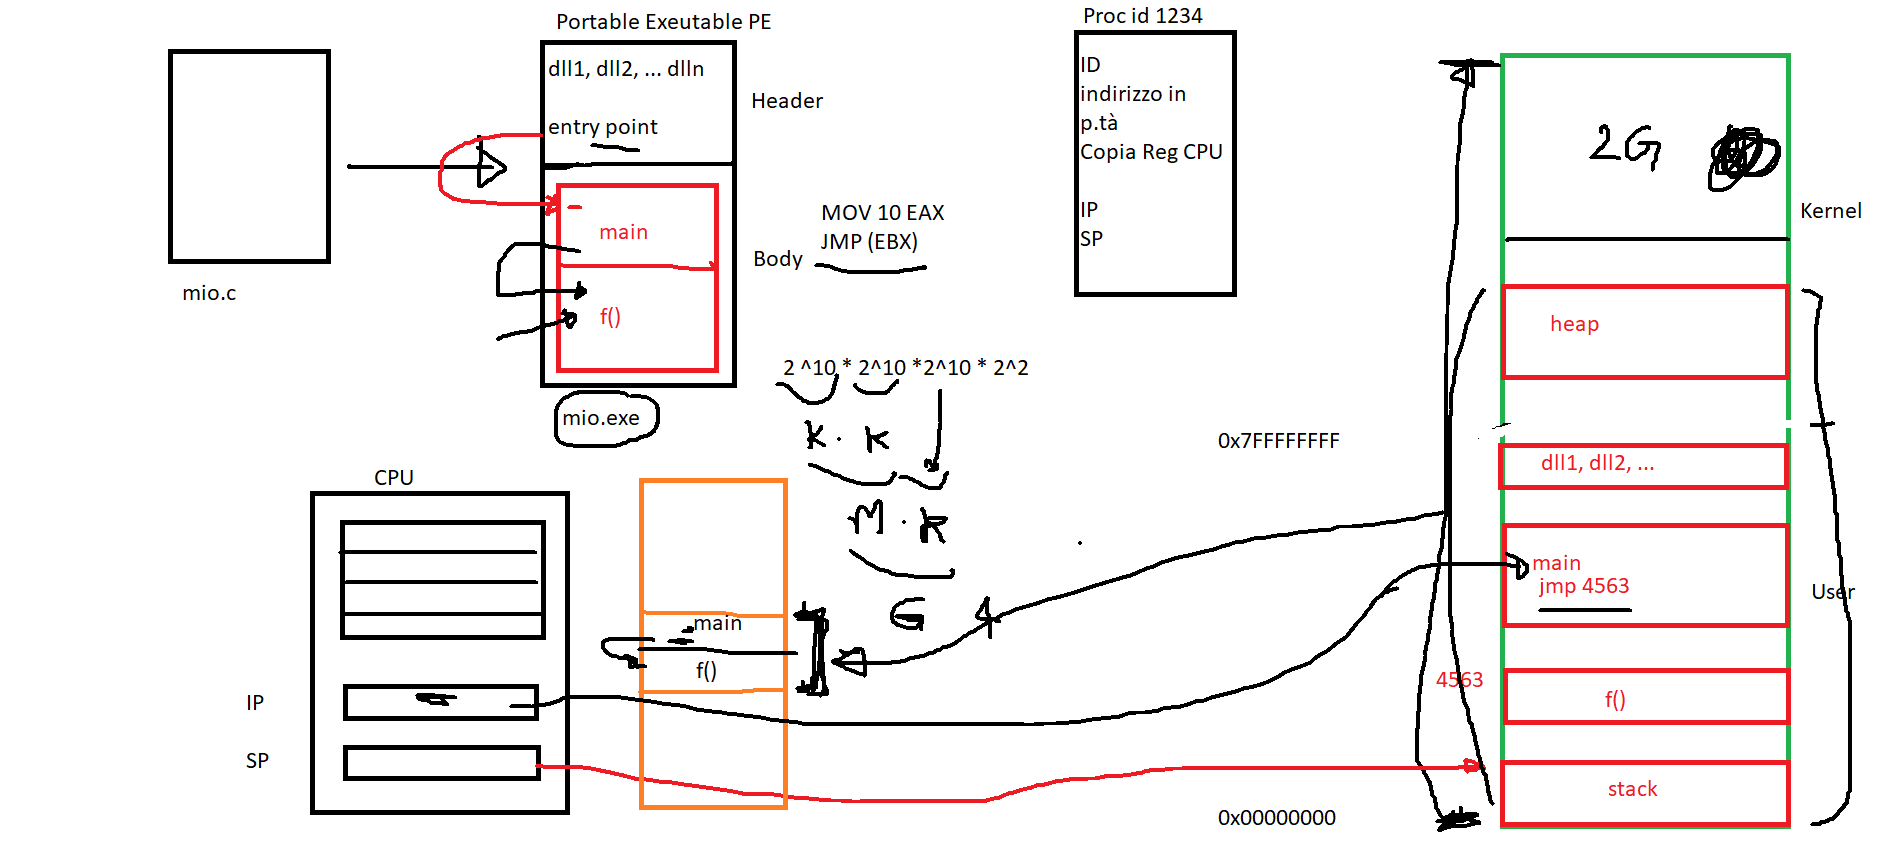 Portable Exeutable PE
dll1, dll2, ... dlln
entry point
Header
main
f()
Body
mio.c
mio.exe
MOV 10 EAX
JMP (EBX)
Proc id 1234
ID
indirizzo in
p.tà
Copia Reg CPU
IP
SP
2 ^10 * 2^10 *2^10 * 2^2
K . K
M . K
G 4
CPU
IP
SP
main
f()
2G
Kernel
heap
0x7FFFFFFFF
dll1, dll2, ...
main
jmp 4563
User
4563
f()
stack
0x00000000